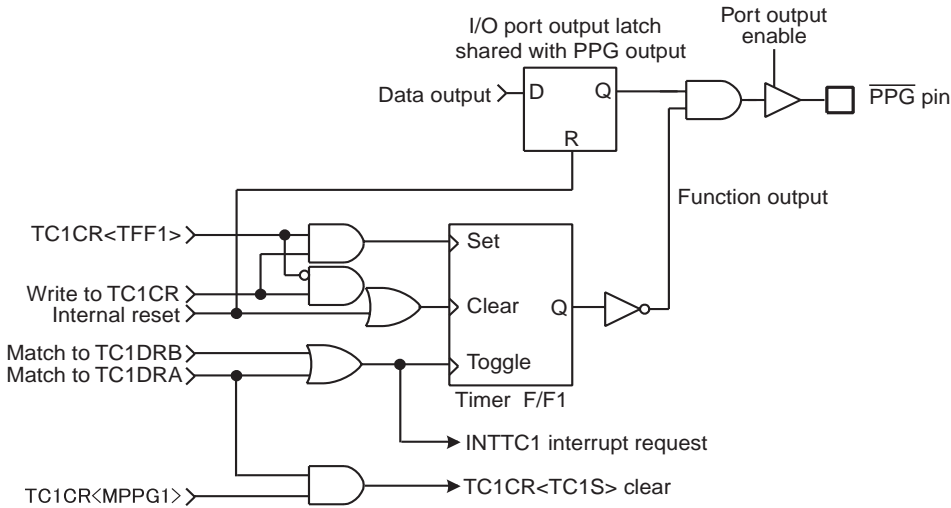 I/O port output latch
shared with PPG output
Port output
enable
Data output
D
Q
R
PPG pin
Function output
TC1CR<TFF1>
Write to TC1CR
Internal reset
Set
Clear
Q
Toggle
Match to TC1DRB
Match to TC1DRA
Timer F/F1
INTTC1 interrupt request
TC1CR<TC1S> clear
TC1CR<MPPG1>